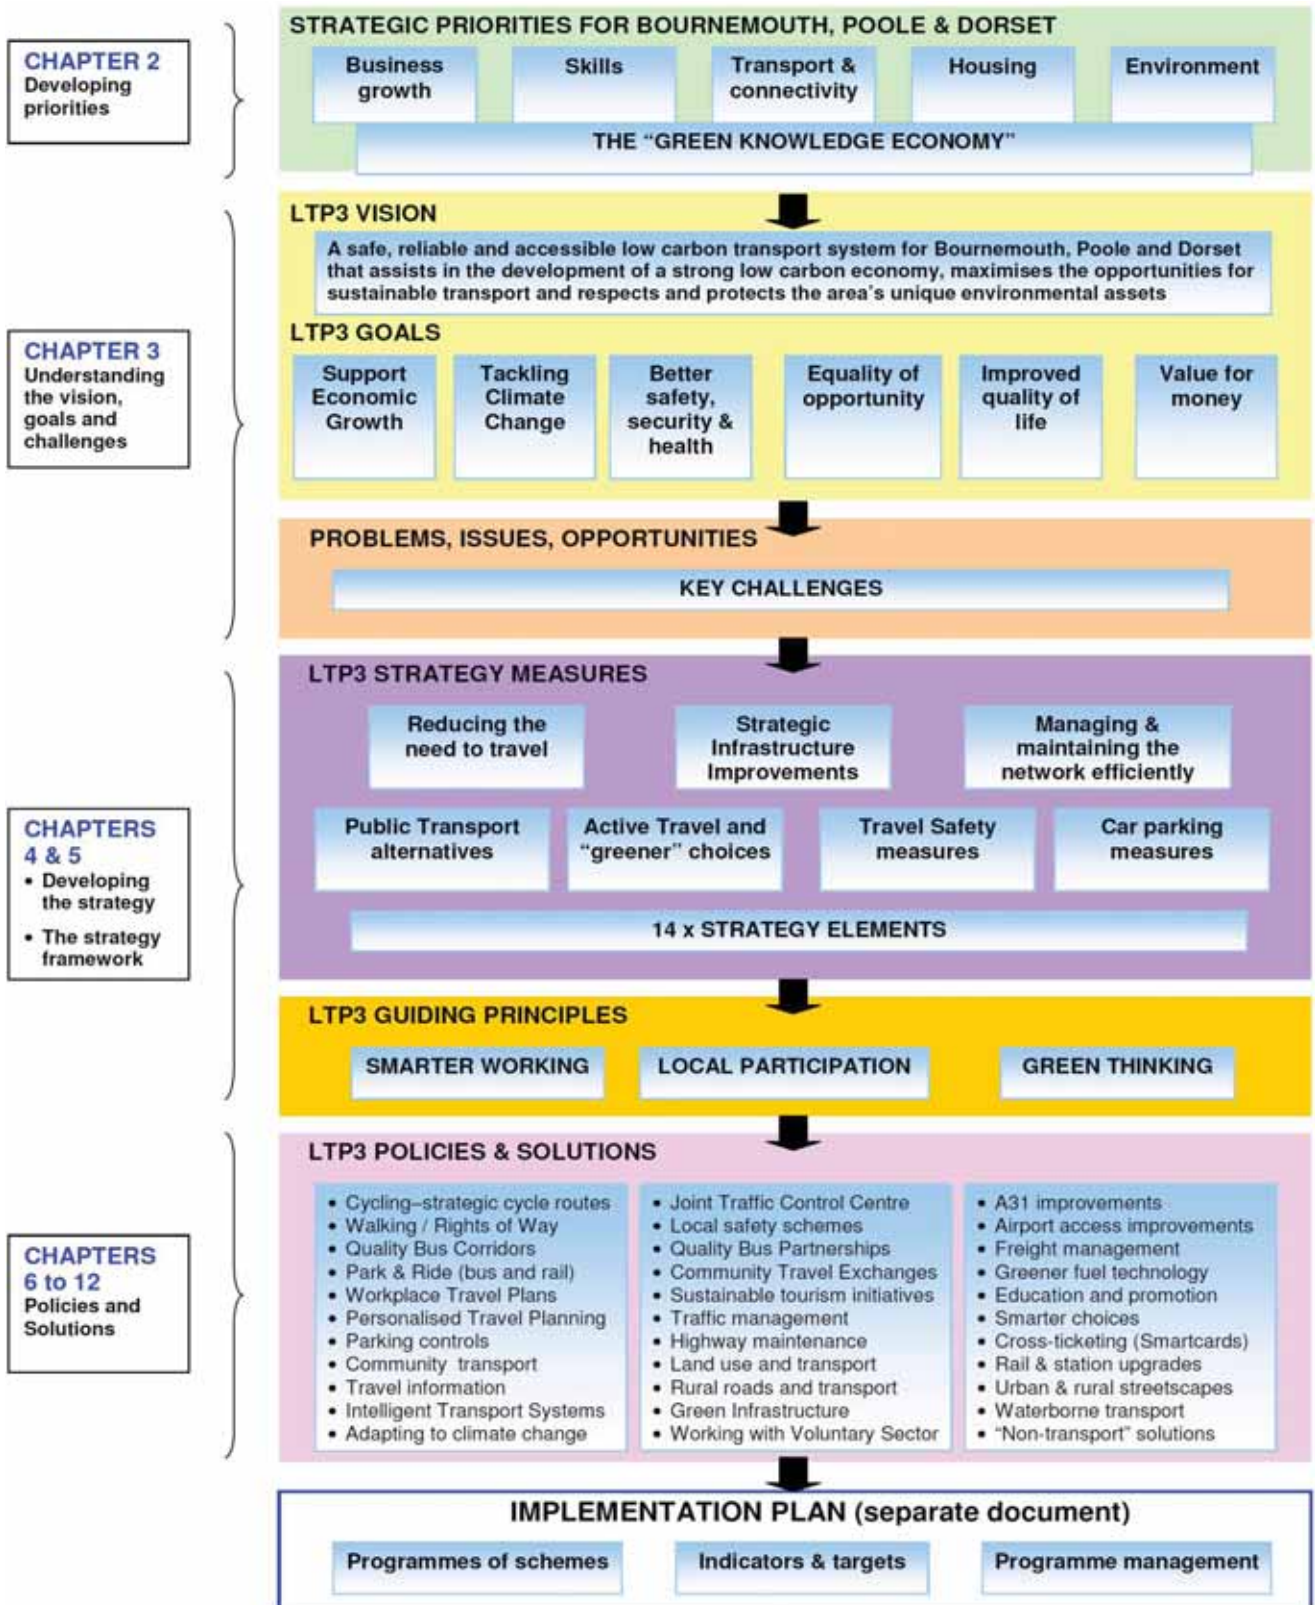 STRATEGIC PRIORITIES FOR BOURNEMOUTH, POOLE & DORSET
CHAPTER 2
Developing
priorities
Business
growth
Skills
Transport &
connectivity
Housing
Environment
THE “GREEN KNOWLEDGE ECONOMY”
CHAPTER 3
Understanding
the vision,
goals and
challenges
LTP3 VISION
A safe, reliable and accessible low carbon transport system for Bournemouth, Poole and Dorset
that assists in the development of a strong low carbon economy, maximises the opportunities for
sustainable transport and respects and protects the area’s unique environmental assets
LTP3 GOALS
Support
Economic
Growth
Tackling
Climate
Change
Better
safety,
security &
health
Equality of
opportunity
Improved
quality of
life
Value for
money
PROBLEMS, ISSUES, OPPORTUNITIES
KEY CHALLENGES
CHAPTERS
4 & 5
• Developing
the strategy
• The strategy
framework
LTP3 STRATEGY MEASURES
Reducing the
need to travel
Strategic
Infrastructure
Improvements
Managing &
maintaining the
network efficiently
Public Transport
alternatives
Active Travel and
“greener” choices
Travel Safety
measures
Car parking
measures
14 x STRATEGY ELEMENTS
LTP3 GUIDING PRINCIPLES
SMARTER WORKING
LOCAL PARTICIPATION
GREEN THINKING
CHAPTERS
6 to 12
Policies and
Solutions
LTP3 POLICIES & SOLUTIONS
• Cycling–strategic cycle routes
• Walking / Rights of Way
• Quality Bus Corridors
• Park & Ride (bus and rail)
• Workplace Travel Plans
• Personalised Travel Planning
• Parking controls
• Community transport
• Travel information
• Intelligent Transport Systems
• Adapting to climate change
• Joint Traffic Control Centre
• Local safety schemes
• Quality Bus Partnerships
• Community Travel Exchanges
• Sustainable tourism initiatives
• Traffic management
• Highway maintenance
• Land use and transport
• Rural roads and transport
• Green Infrastructure
• Working with Voluntary Sector
• A31 improvements
• Airport access improvements
• Freight management
• Greener fuel technology
• Education and promotion
• Smarter choices
• Cross-ticketing (Smartcards)
• Rail & station upgrades
• Urban & rural streetscapes
• Waterborne transport
• “Non-transport” solutions
IMPLEMENTATION PLAN (separate document)
Programmes of schemes
Indicators & targets
Programme management